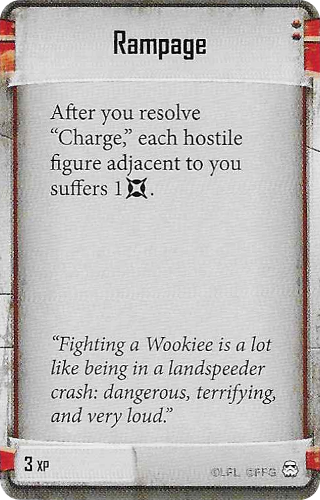 Rampage
After you resolve
“Charge,” each hostile
figure adjacent to you
suffers 1 .
“Fighting a Wookiee is a lot
like being in a landspeeder
crash: dangerous, terrifying,
and very loud.”
3 XP
©LFL ©FFG